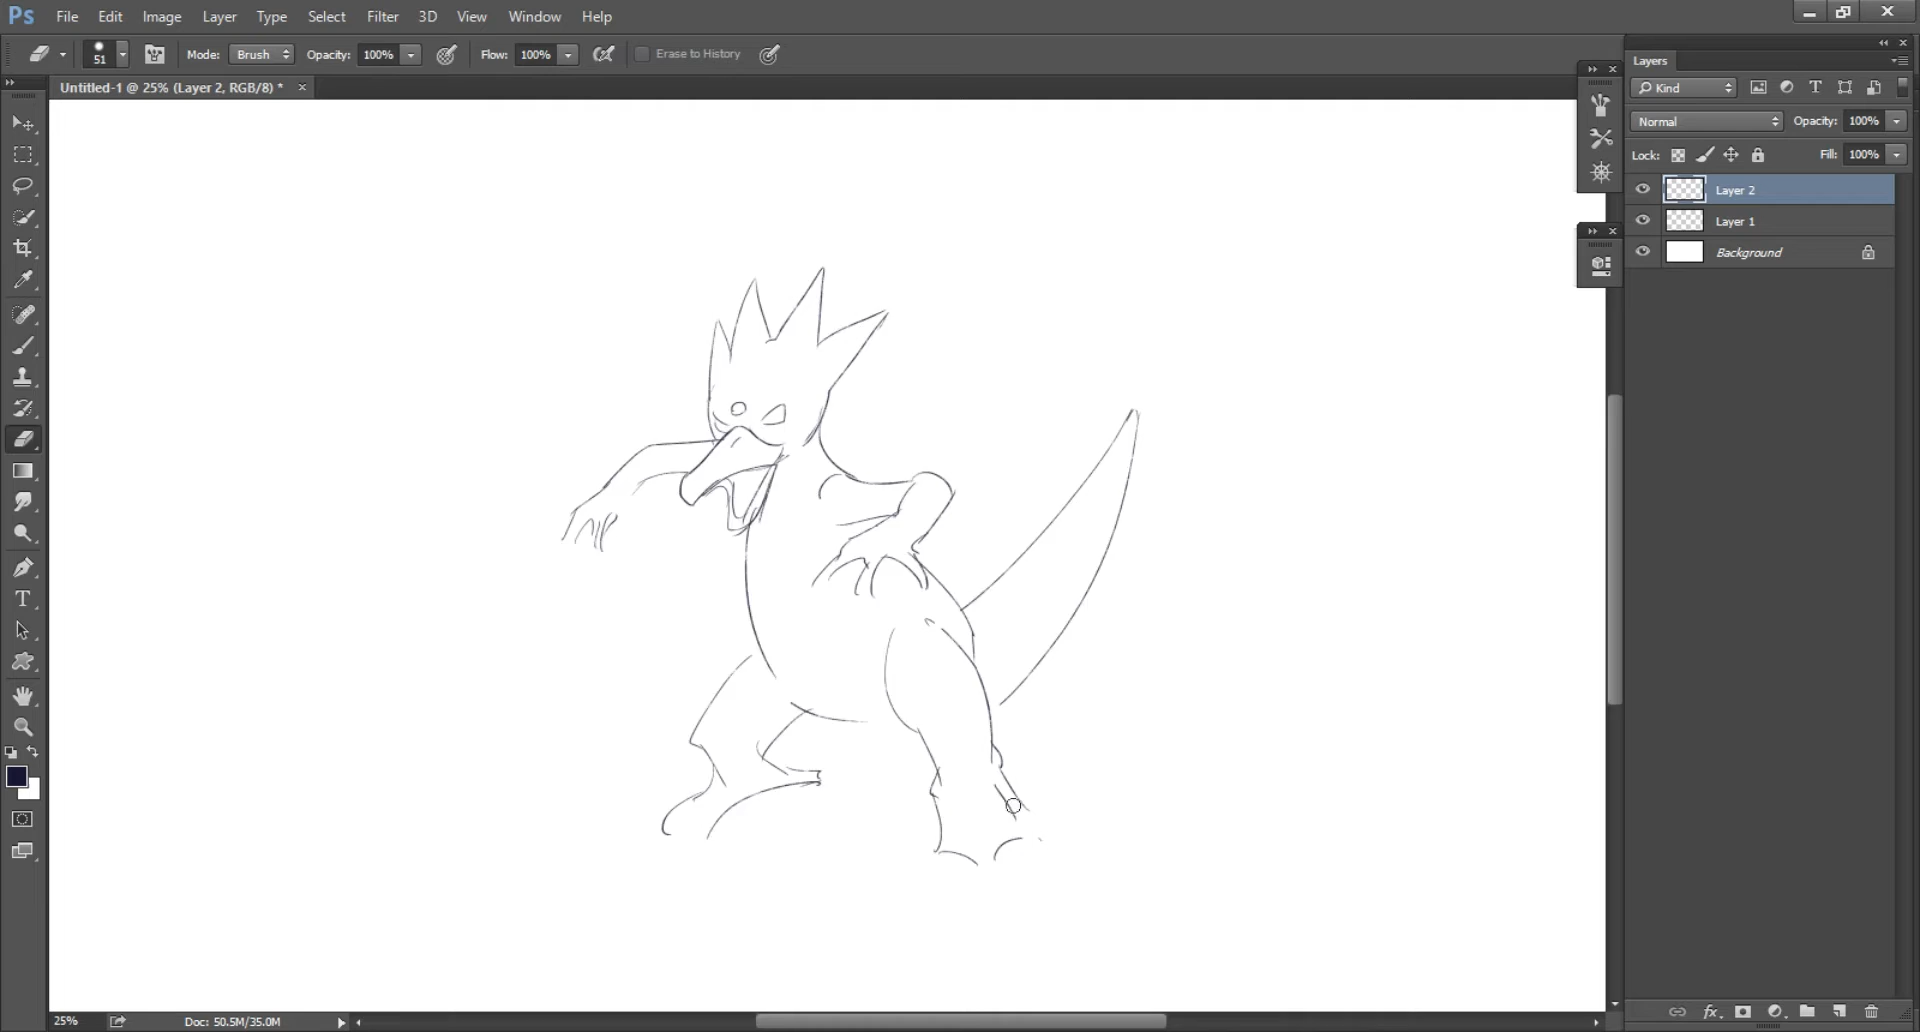 Ps File Edit Image Layer Type Select Filter 3D View Window Help
51 Mode: Brush Opacity: 100% Flow: 100% Erase to History
Untitled-1 @ 25% (Layer 2, RGB/8) * ×
Layers
Kind
Normal Opacity: 100%
Lock: Fill: 100%
Layer 2
Layer 1
Background
25% Doc: 50.5M/35.0M